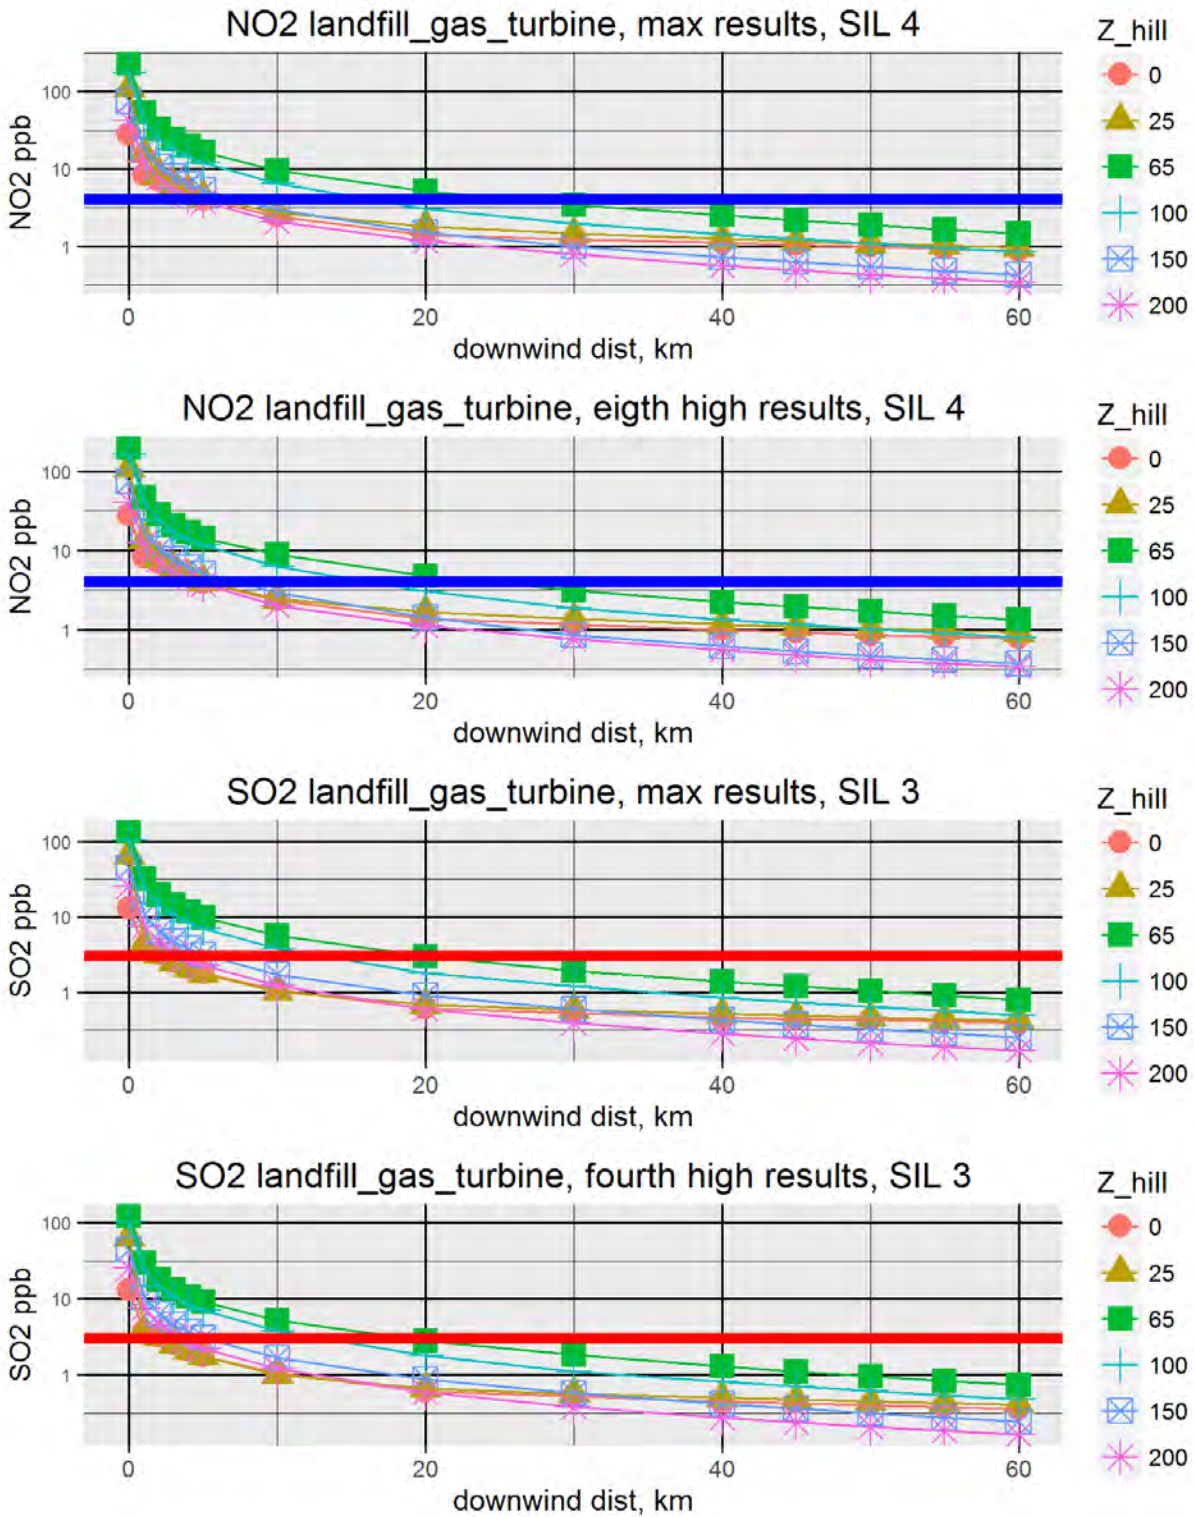 NO2 landfill_gas_turbine, max results, SIL 4
Z_hill
0
25
65
100
150
200
NO2 ppb
100
10
1
0 20 40 60
downwind dist, km
NO2 landfill_gas_turbine, eigth high results, SIL 4
Z_hill
0
25
65
100
150
200
NO2 ppb
100
10
1
0 20 40 60
downwind dist, km
SO2 landfill_gas_turbine, max results, SIL 3
Z_hill
0
25
65
100
150
200
SO2 ppb
100
10
1
0 20 40 60
downwind dist, km
SO2 landfill_gas_turbine, fourth high results, SIL 3
Z_hill
0
25
65
100
150
200
SO2 ppb
100
10
1
0 20 40 60
downwind dist, km